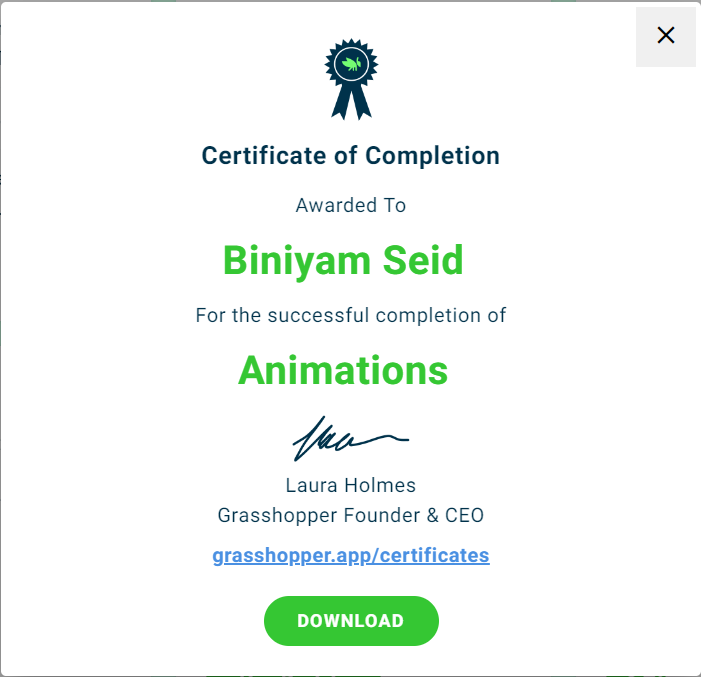 Certificate of Completion
Awarded To
Biniyam Seid
For the successful completion of
Animations
Laura Holmes
Grasshopper Founder & CEO
grasshopper.app/certificates
DOWNLOAD